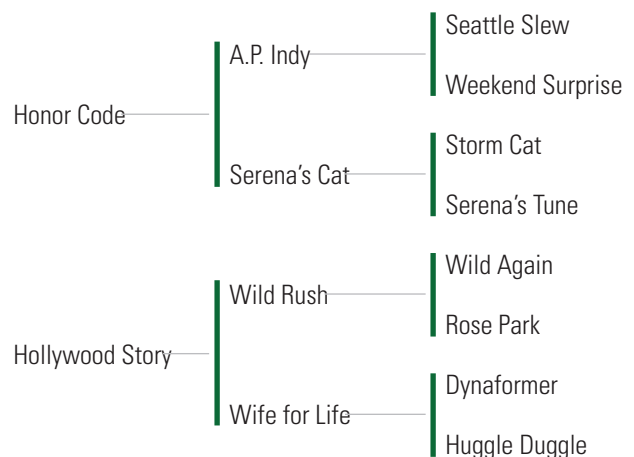 Seattle Slew
A.P. Indy
Weekend Surprise
Honor Code
Storm Cat
Serena’s Cat
Serena’s Tune
Wild Again
Wild Rush
Rose Park
Hollywood Story
Dynaformer
Wife for Life
Huggle Duggle